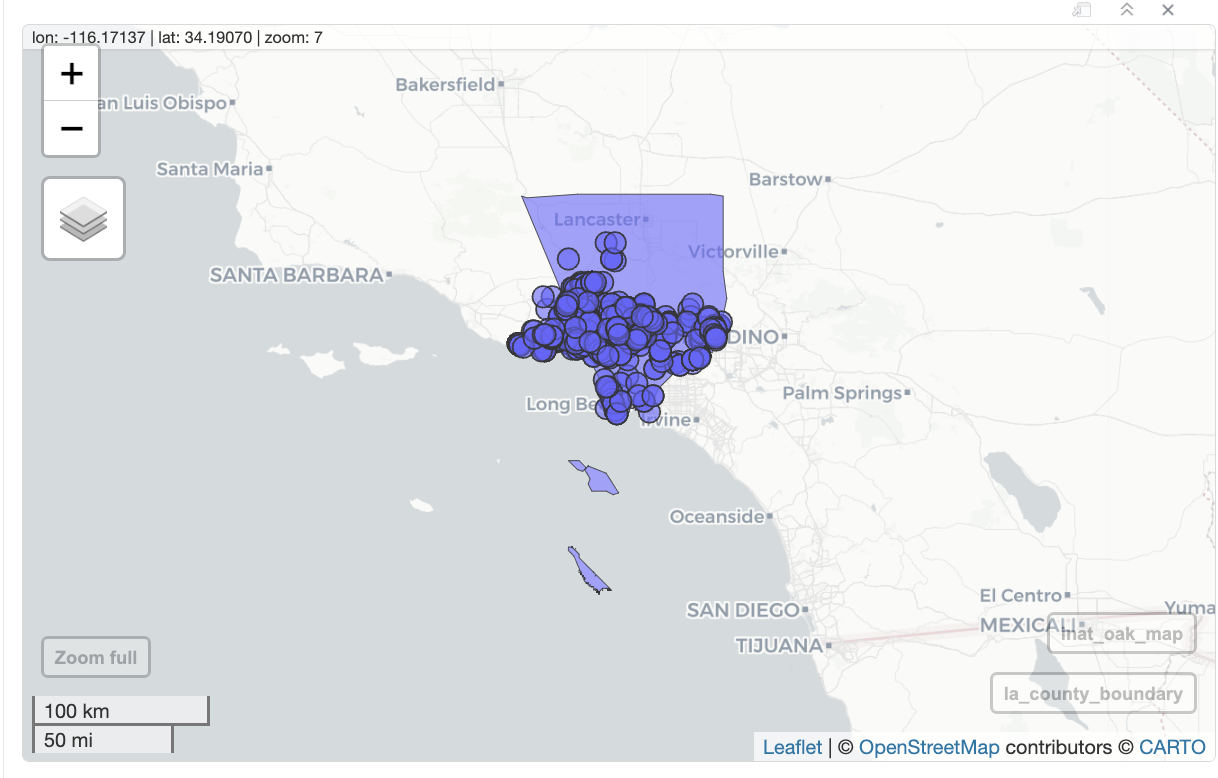 lon: -116.17137 | lat: 34.19070 | zoom: 7
+
−
Bakersfield
an Luis Obispo
Santa Maria
Barstow
Lancaster
Victorville
SANTA BARBARA
DINO
Palm Springs
Long Be
Irvine
Oceanside
El Centro
SAN DIEGO
Yuma
MEXICALI
inat_oak_map
TIJUANA
Zoom full
la_county_boundary
100 km
50 mi
Leaflet | © OpenStreetMap contributors © CARTO